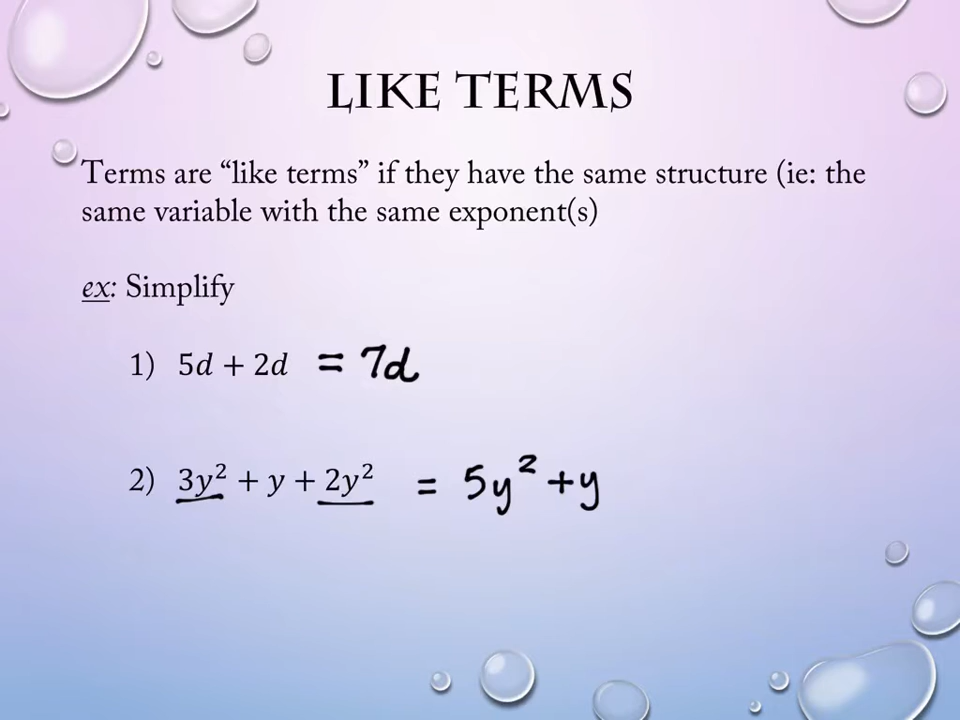 LIKE TERMS
Terms are “like terms” if they have the same structure (ie: the
same variable with the same exponent(s)
ex: Simplify
1) 5d + 2d = 7d
2) 3y² + y + 2y² = 5y² + y